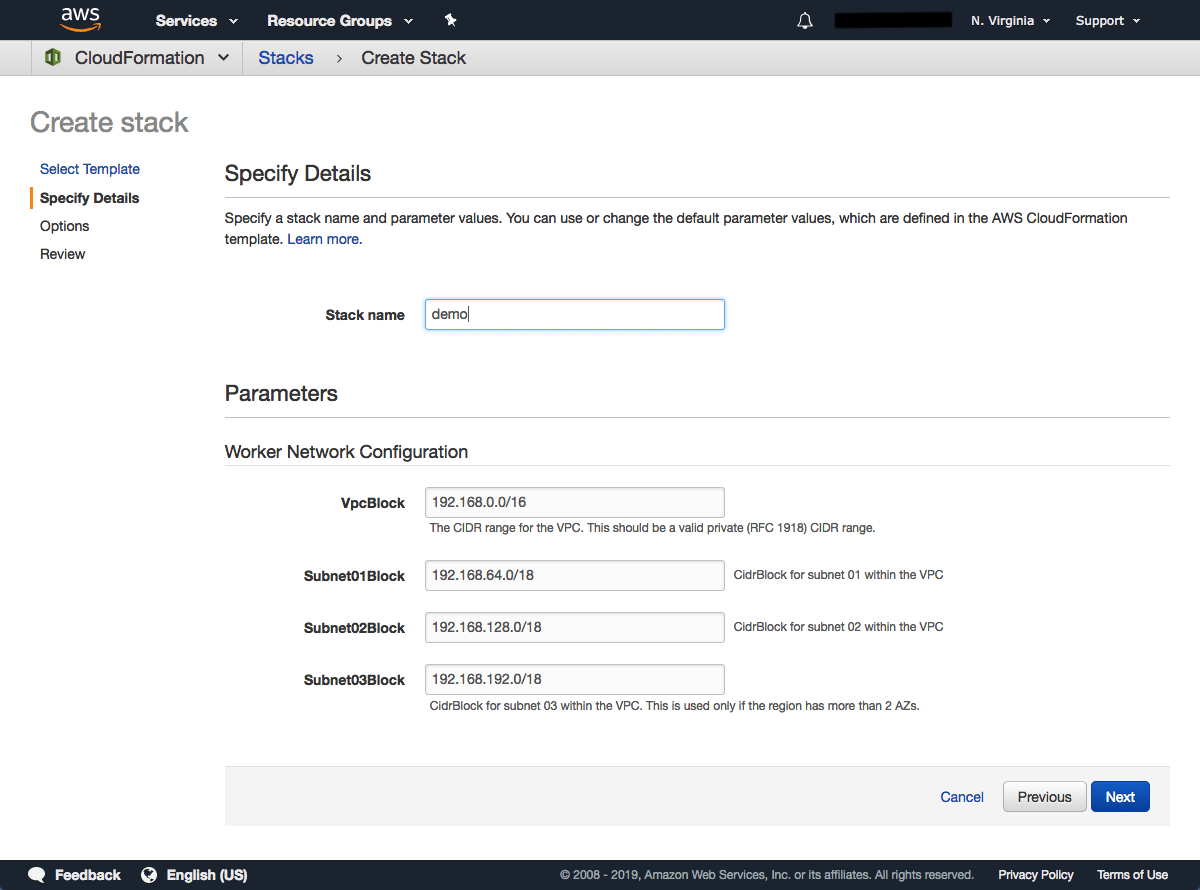 aws Services Resource Groups N. Virginia Support
CloudFormation Stacks › Create Stack
Create stack
Select Template
Specify Details
Options
Review
Specify Details
Specify a stack name and parameter values. You can use or change the default parameter values, which are defined in the AWS CloudFormation
template. Learn more.
Stack name demo
Parameters
Worker Network Configuration
VpcBlock 192.168.0.0/16
The CIDR range for the VPC. This should be a valid private (RFC 1918) CIDR range.
Subnet01Block 192.168.64.0/18 CidrBlock for subnet 01 within the VPC
Subnet02Block 192.168.128.0/18 CidrBlock for subnet 02 within the VPC
Subnet03Block 192.168.192.0/18
CidrBlock for subnet 03 within the VPC. This is used only if the region has more than 2 AZs.
Cancel Previous Next
Feedback English (US) © 2008 - 2019, Amazon Web Services, Inc. or its affiliates. All rights reserved. Privacy Policy Terms of Use